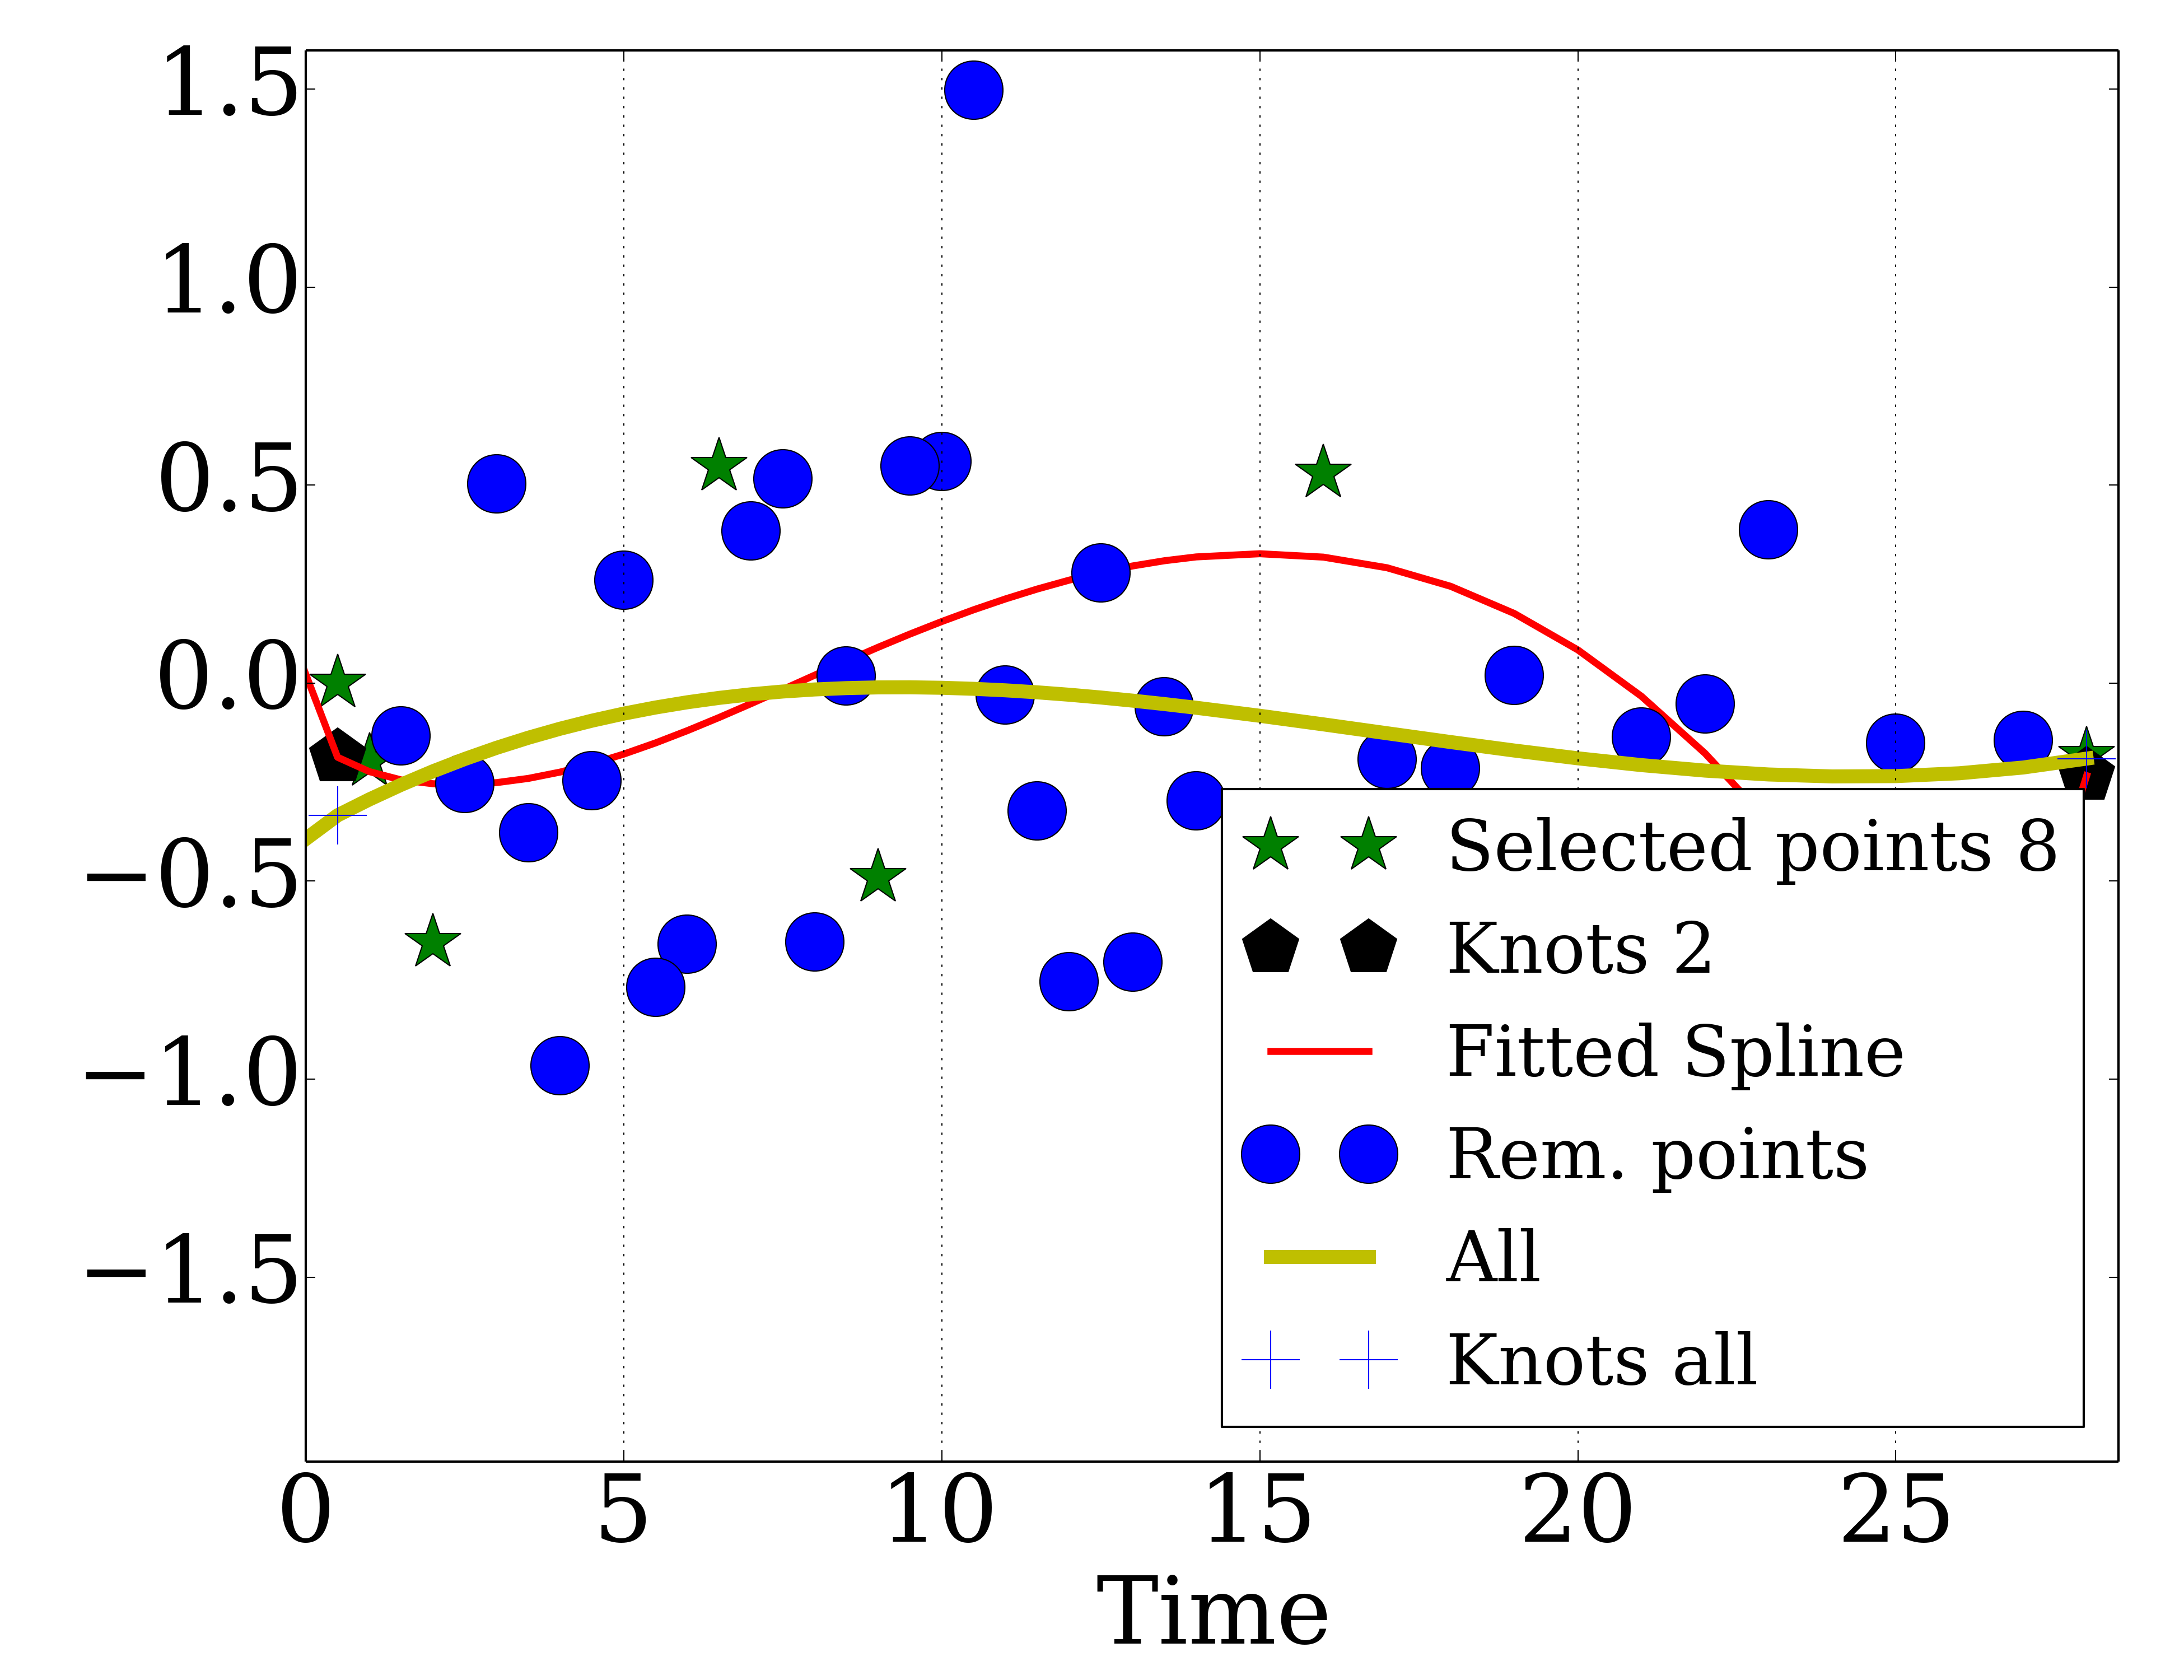 1.5
1.0
0.5
0.0
−0.5
−1.0
−1.5
Selected points 8
Knots 2
Fitted Spline
Rem. points
All
Knots all
0 5 10 15 20 25
Time